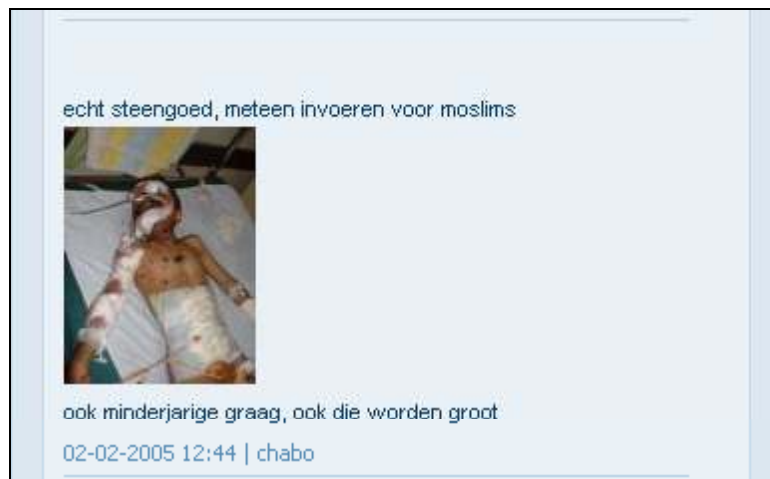 echt steengoed, meteen invoeren voor moslims
ook minderjarige graag, ook die worden groot
02-02-2005 12:44 | chabo